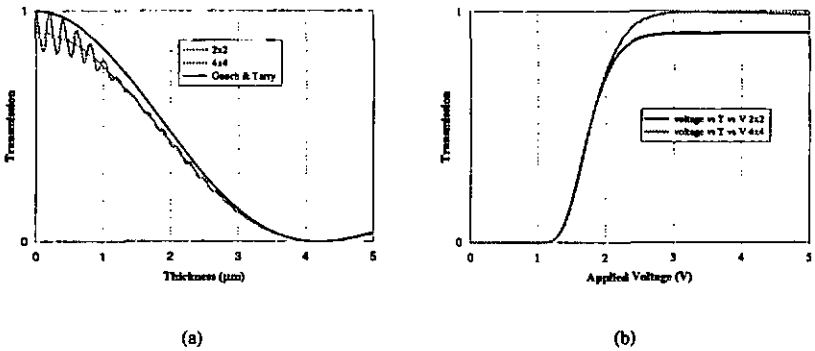 1
Transmission
0
2x2
4x4
Gooch & Tarry
0 1 2 3 4 5
Thickness (µm)
(a)
1
Transmission
0
voltage vs T vs V 2x2
voltage vs T vs V 4x4
0 1 2 3 4 5
Applied Voltage (V)
(b)